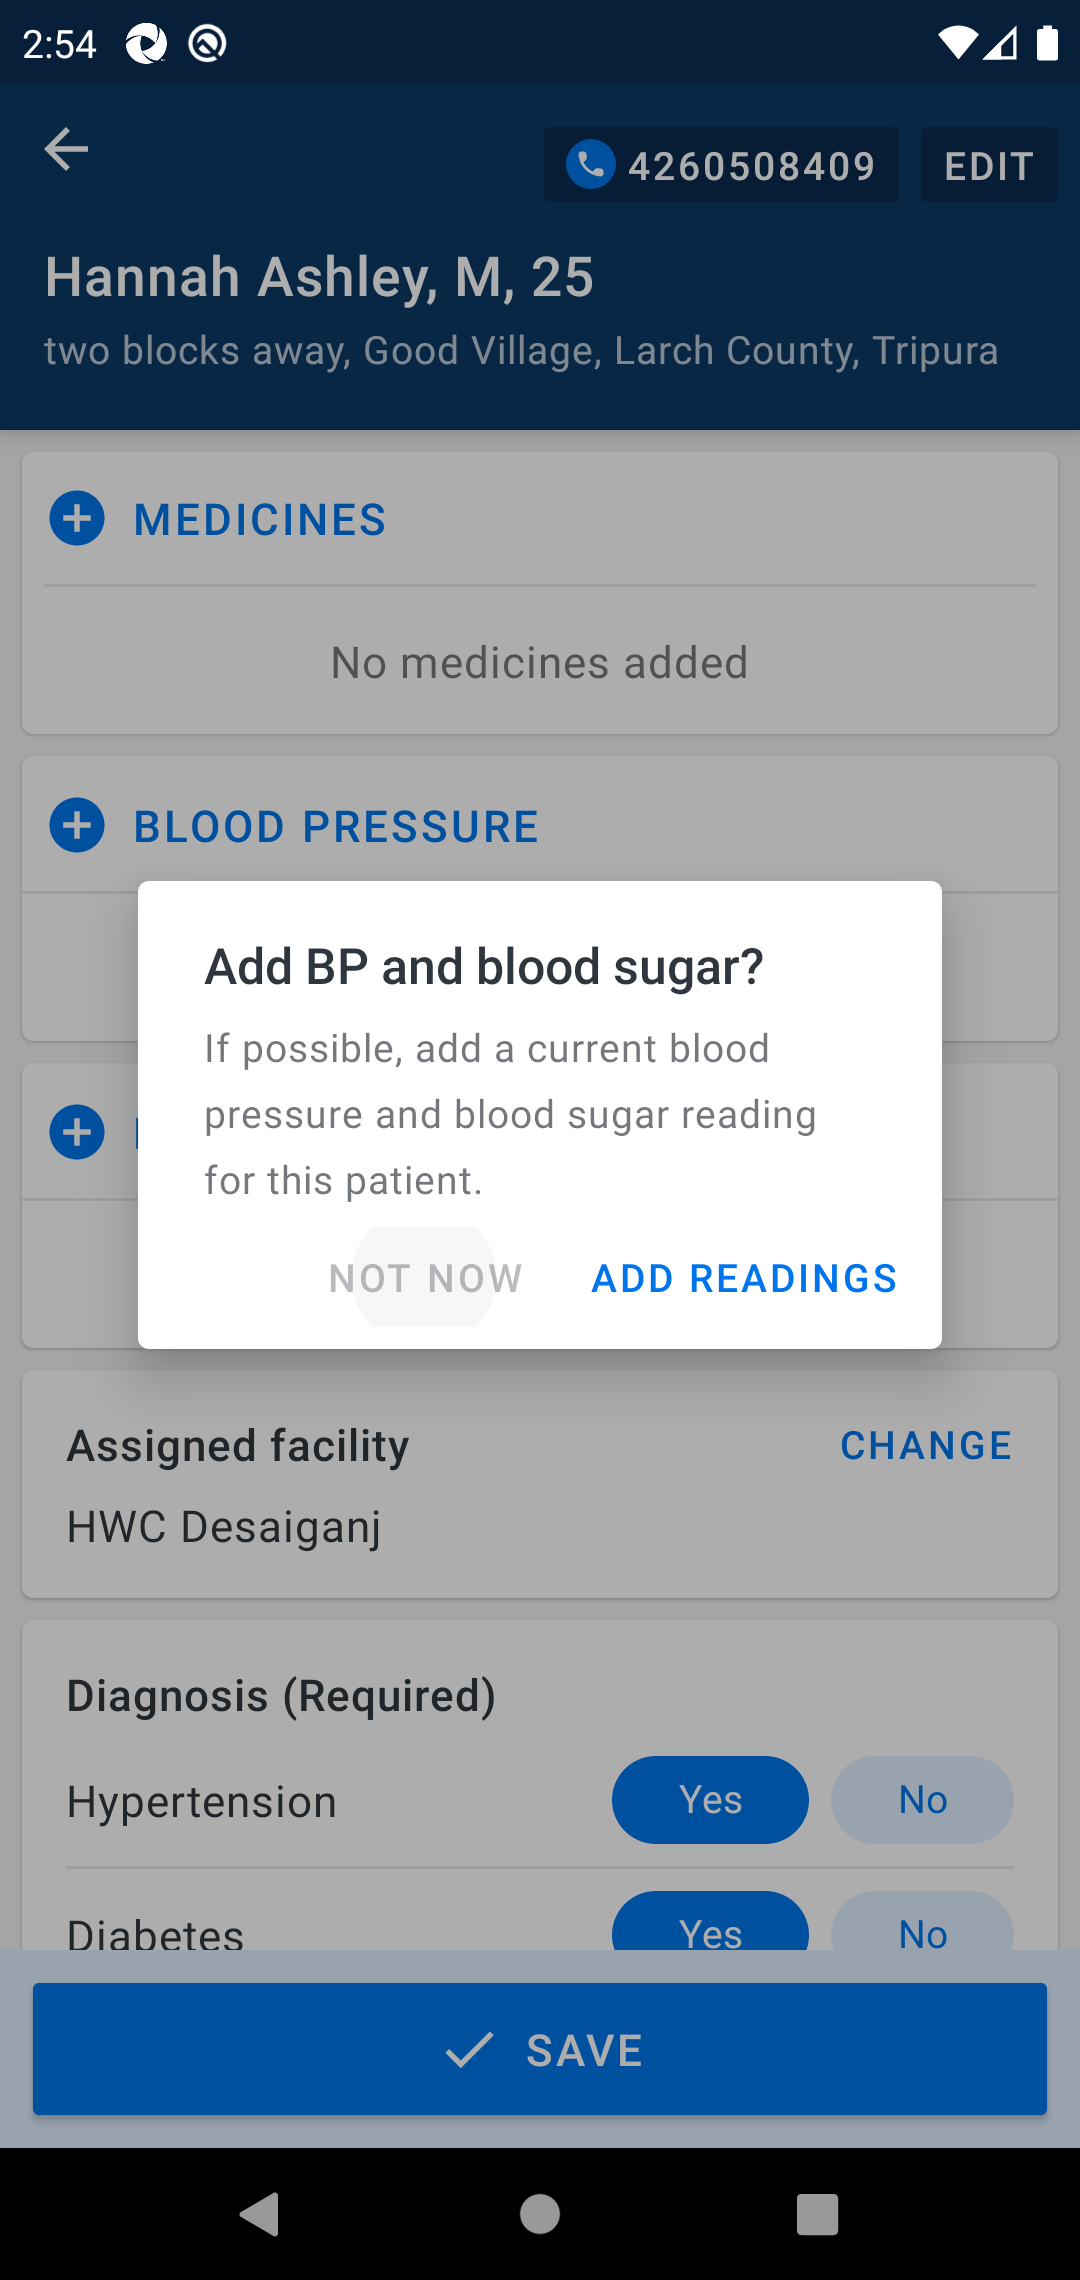 2:54
4260508409
EDIT
Hannah Ashley, M, 25
two blocks away, Good Village, Larch County, Tripura
MEDICINES
No medicines added
BLOOD PRESSURE
Add BP and blood sugar?
If possible, add a current blood
pressure and blood sugar reading
for this patient.
NOT NOW
ADD READINGS
Assigned facility
CHANGE
HWC Desaiganj
Diagnosis (Required)
Hypertension
Yes
No
Diabetes
Yes
No
SAVE